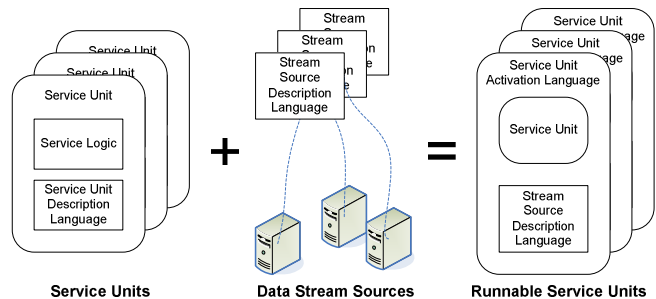 Service Unit
Service Unit
Service Unit
Service Logic
Service Unit
Description
Language
Service Units
+
Stream
Stream
Stream
Source
Description
Language
Data Stream Sources
=
Service Unit
Service Unit
Service Unit
Activation Language
Service Unit
Stream
Source
Description
Language
Runnable Service Units